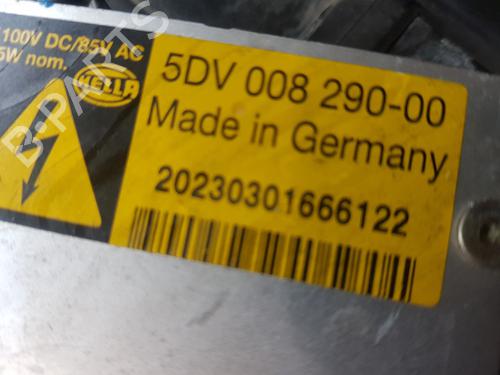 100V DC/85V AC
5W nom.
HELLA
5DV 008 290-00
Made in Germany
20230301666122
B-PARTS